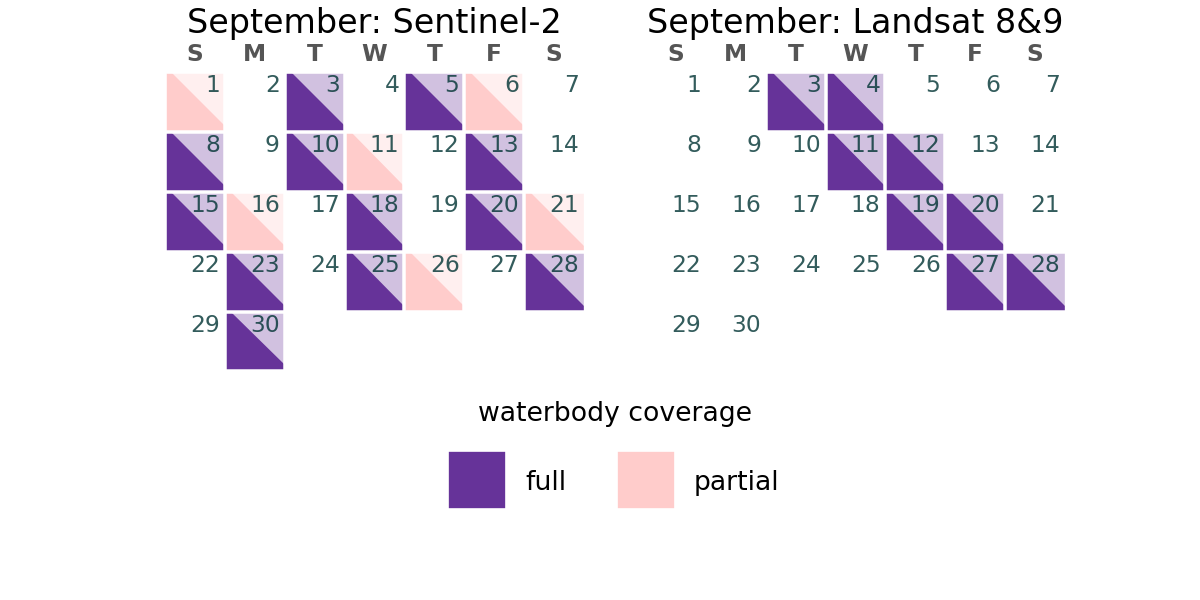 September: Sentinel-2
S M T W T F S
1 2 3 4 5 6 7
8 9 10 11 12 13 14
15 16 17 18 19 20 21
22 23 24 25 26 27 28
29 30
September: Landsat 8&9
S M T W T F S
1 2 3 4 5 6 7
8 9 10 11 12 13 14
15 16 17 18 19 20 21
22 23 24 25 26 27 28
29 30
waterbody coverage
full partial